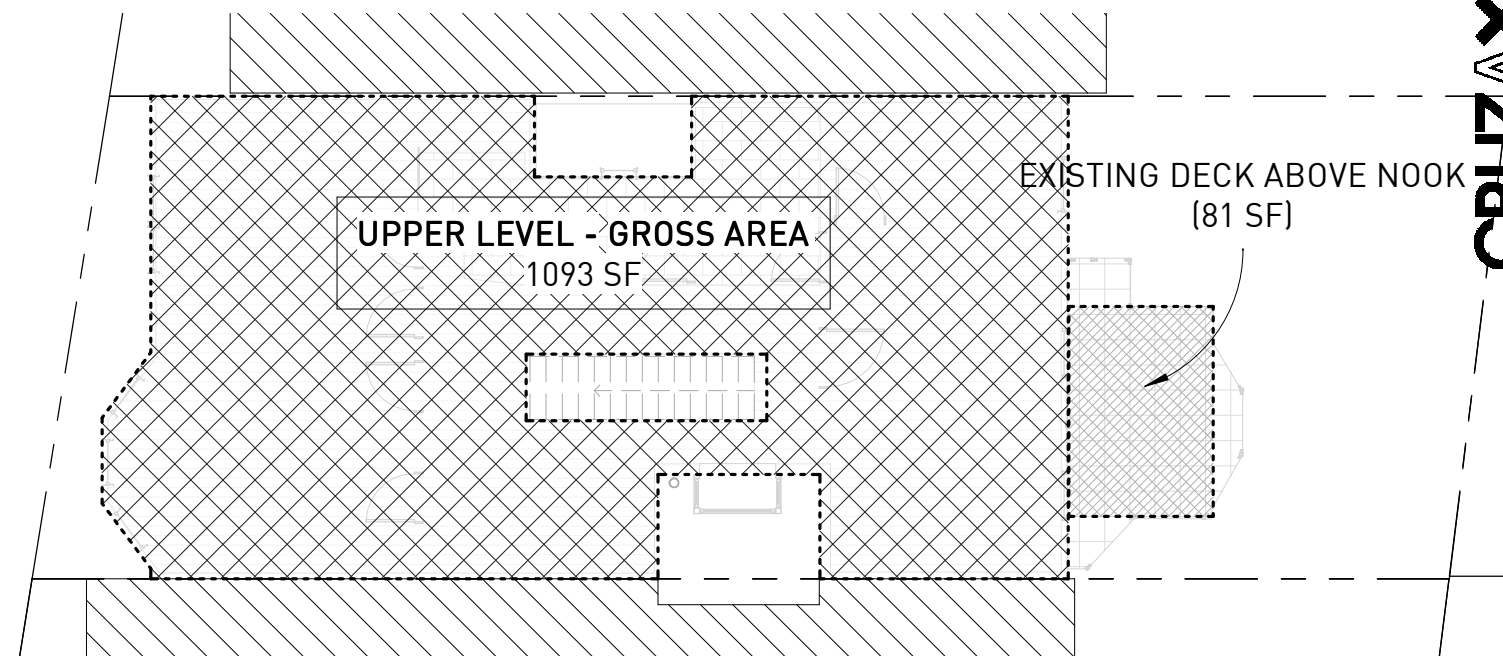 EXISTING DECK ABOVE NOOK
(81 SF)
UPPER LEVEL - GROSS AREA
1093 SF